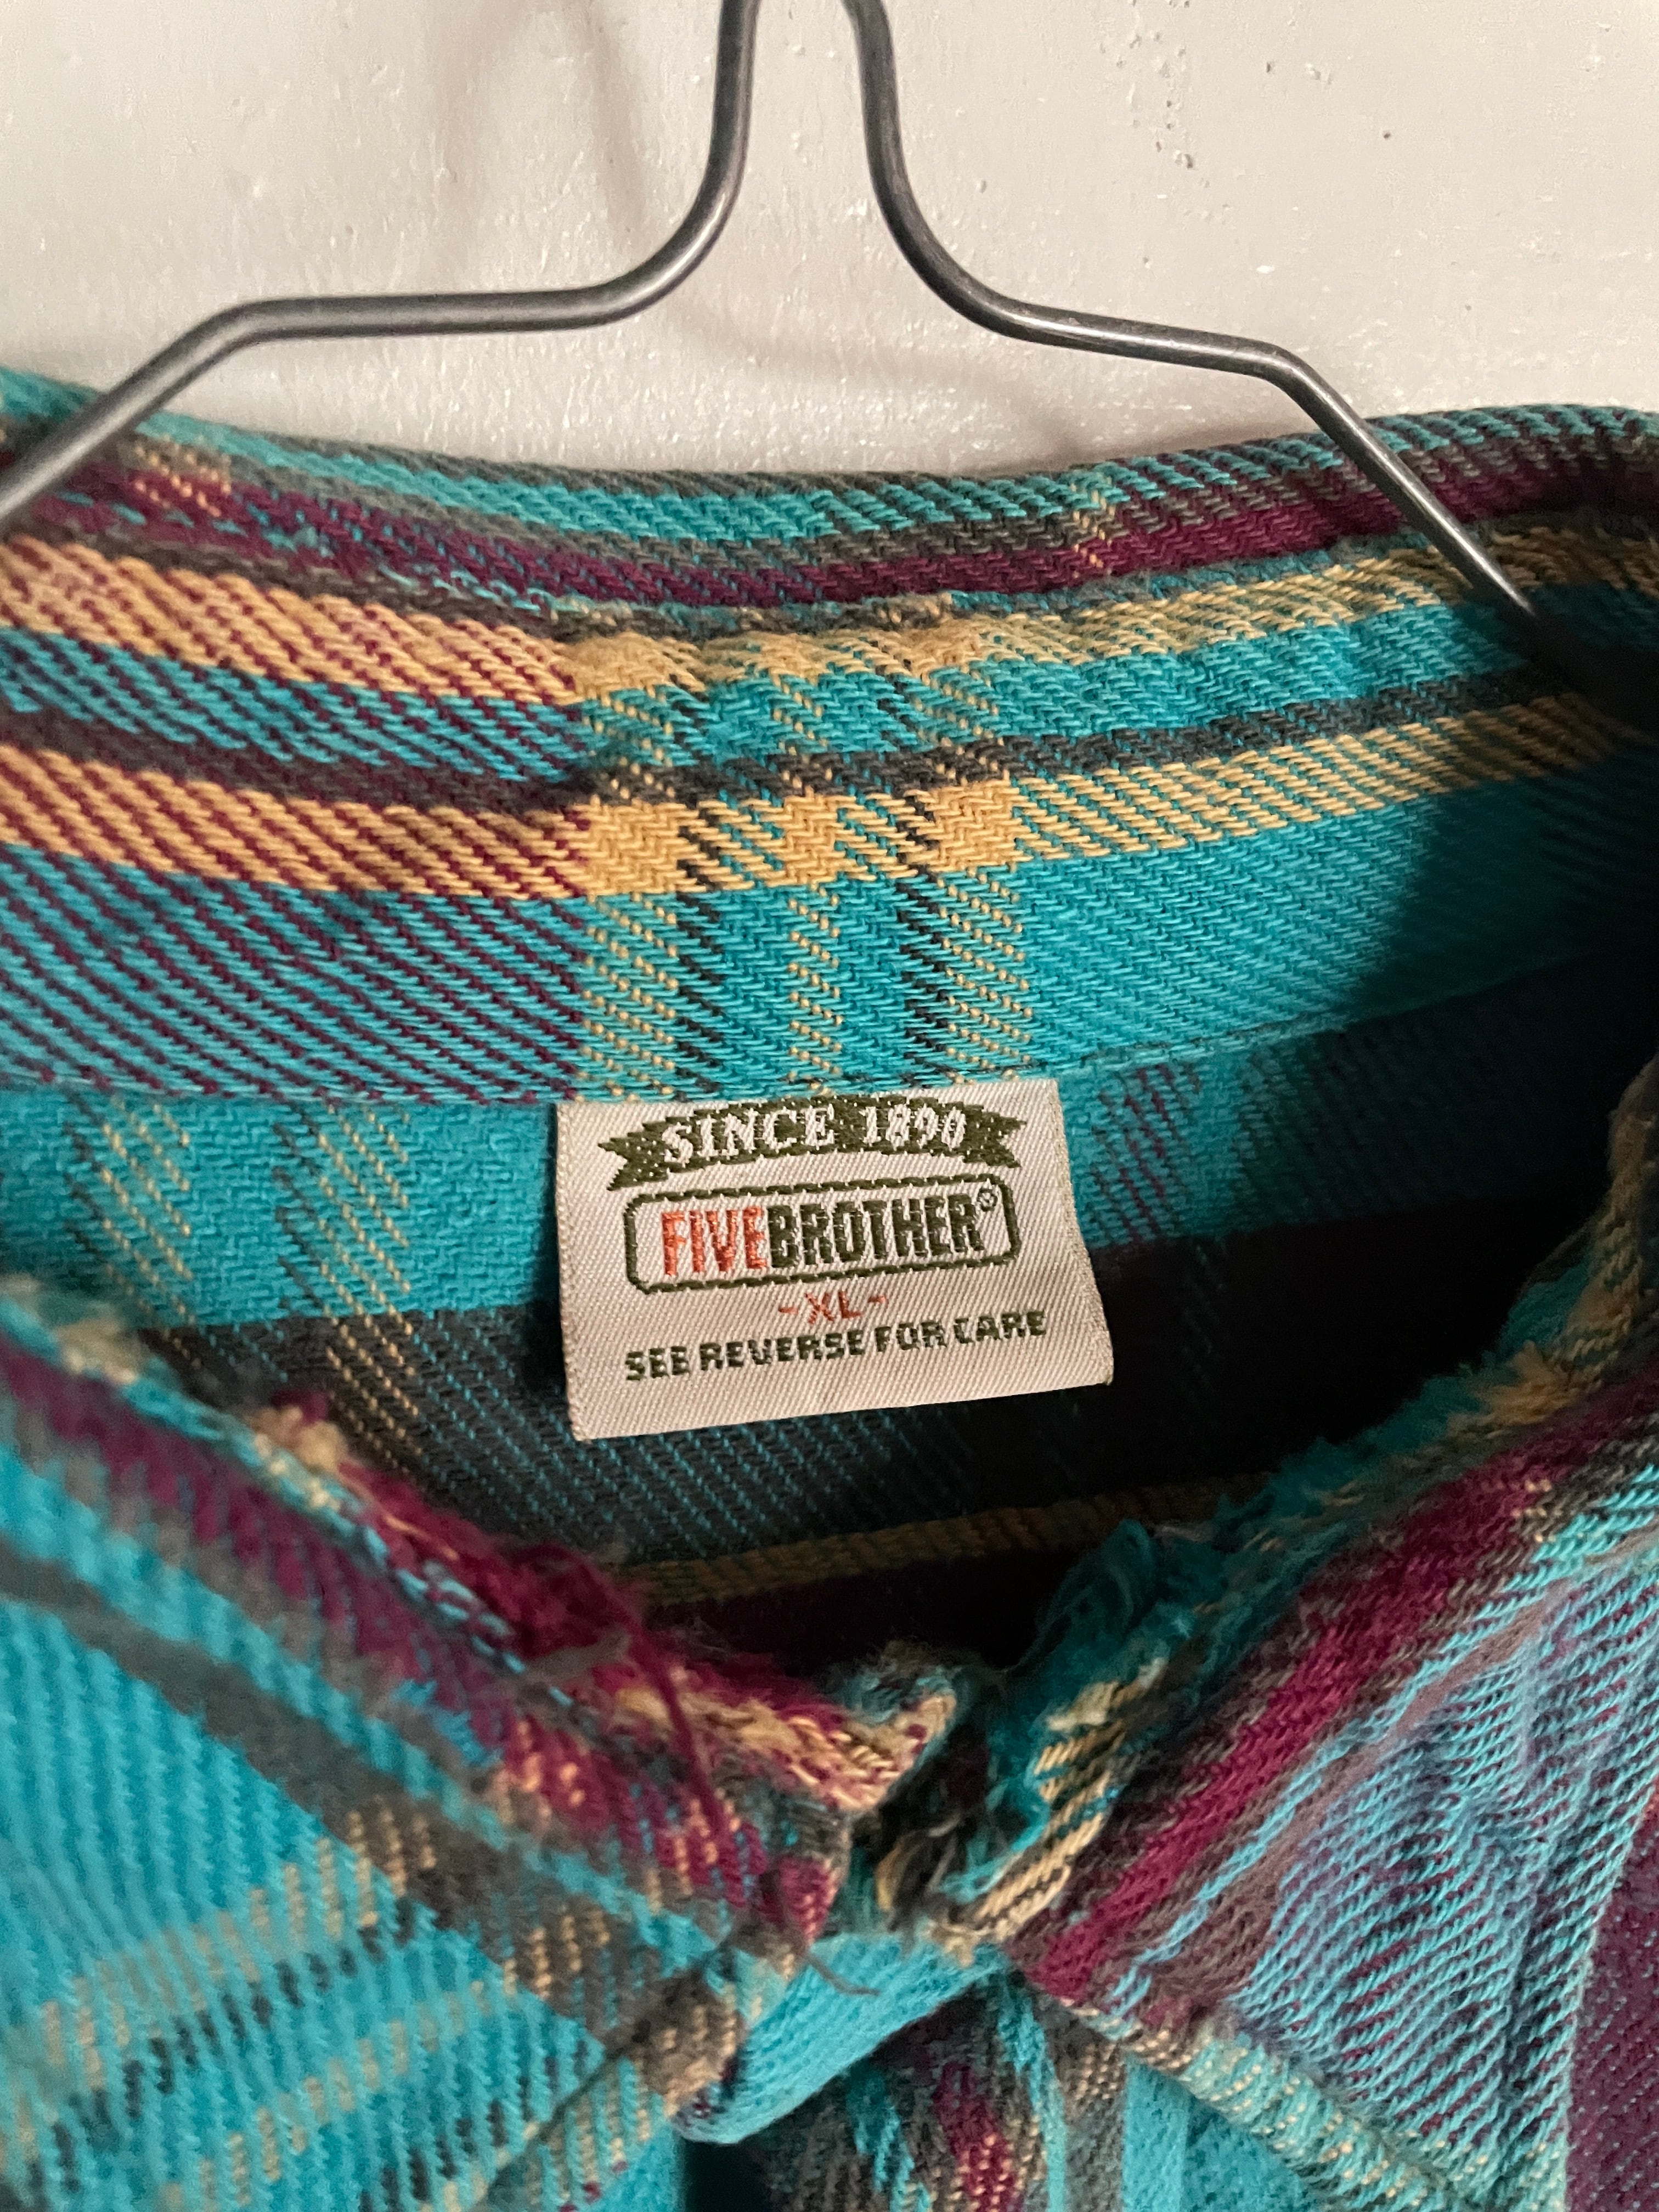 SINCE 1890
FIVEBROTHER®
-XL-
SEE REVERSE FOR CARE